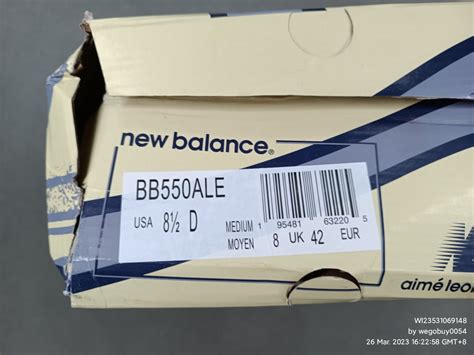 new balance®
BB550ALE
USA 8½ D
MEDIUM
MOYEN
1 95481 63220 5
8 UK 42 EUR
aimé leon
WI23531069148
by wegobuy0054
26 Mar. 2023 16:22:58 GMT+8